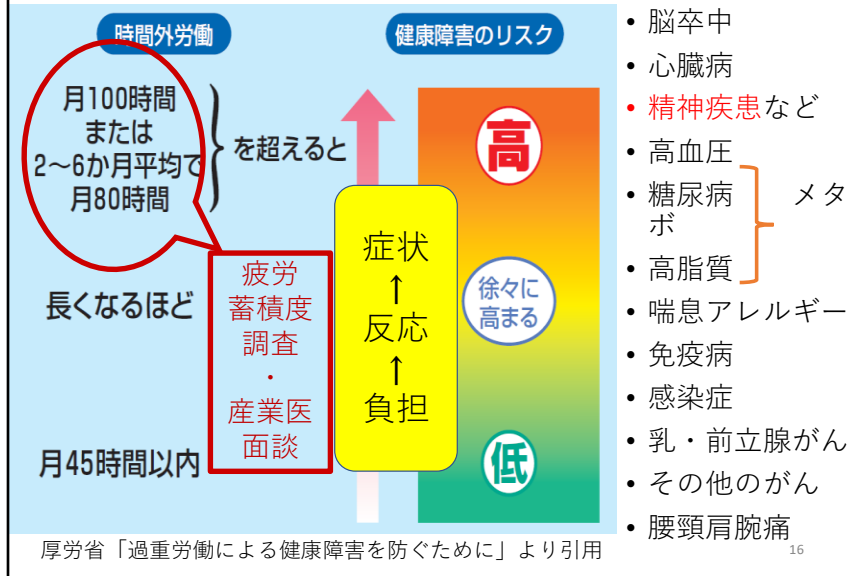 時間外労働
健康障害のリスク
月100時間
または
2～6か月平均で
月80時間
を超えると
長くなるほど
月45時間以内
疲労
蓄積度
調査
・
産業医
面談
症状
↑
反応
↑
負担
高
徐々に
高まる
低
• 脳卒中
• 心臓病
• 精神疾患など
• 高血圧
• 糖尿病 メタ
ボ
• 高脂質
• 喘息アレルギー
• 免疫病
• 感染症
• 乳・前立腺がん
• その他のがん
• 腰頸肩腕痛
厚労省「過重労働による健康障害を防ぐために」より引用
16